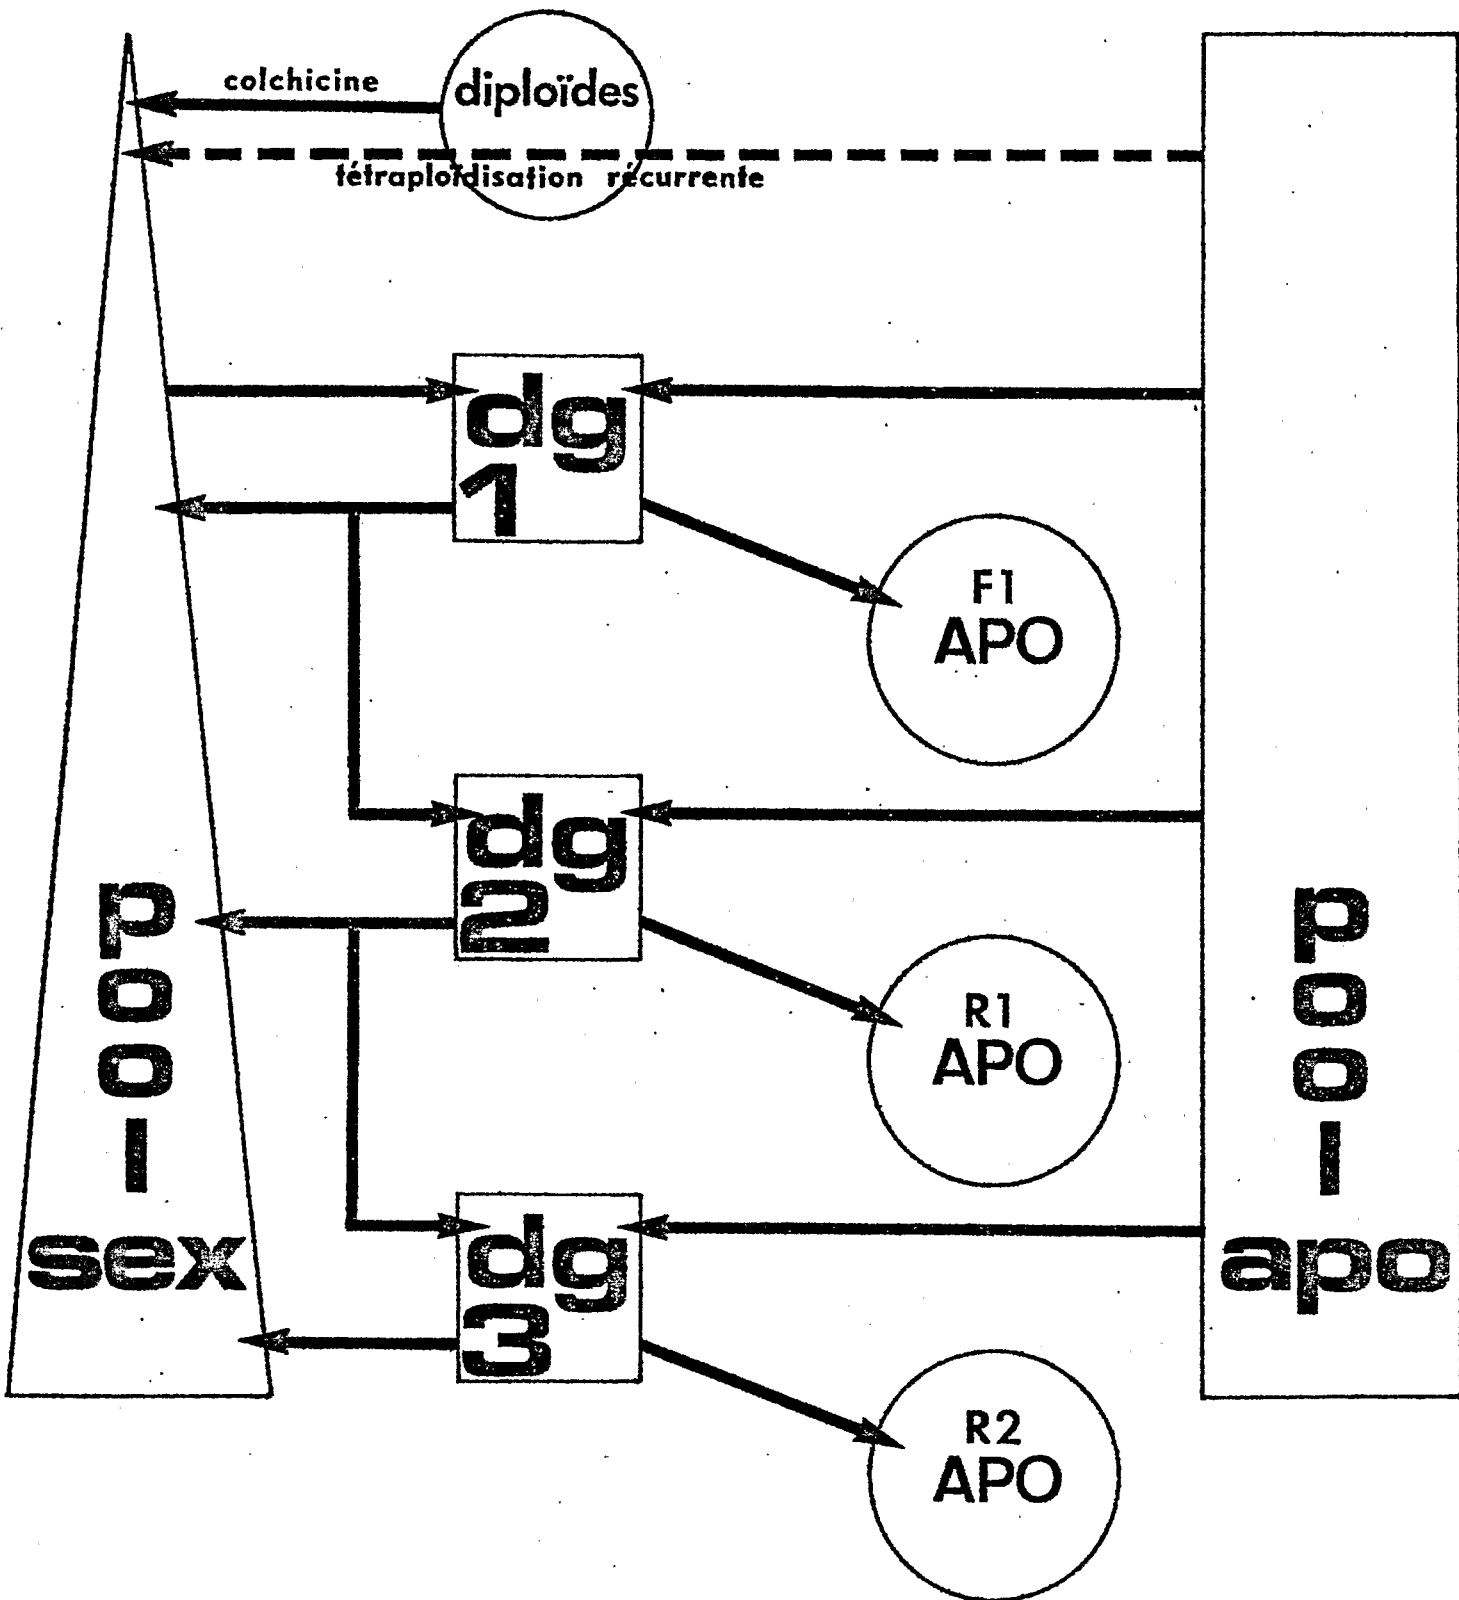 colchicine
diploïdes
tétraploïdisation récurrente
dg
1
F1
APO
dg
2
R1
APO
dg
3
R2
APO
pool
sex
pool
apo